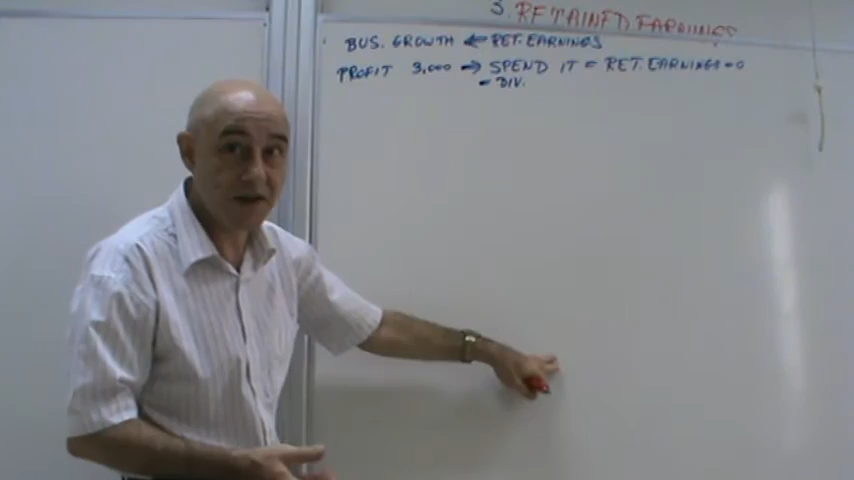 3. RETAINED EARNINGS
BUS. GROWTH ← RET. EARNINGS
PROFIT 3,000 → SPEND IT = RET. EARNINGS = 0
= DIV.